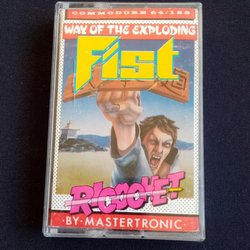 COMMODORE 64/128
WAY OF THE EXPLODING
Fist
RICOCHET
BY MASTERTRONIC